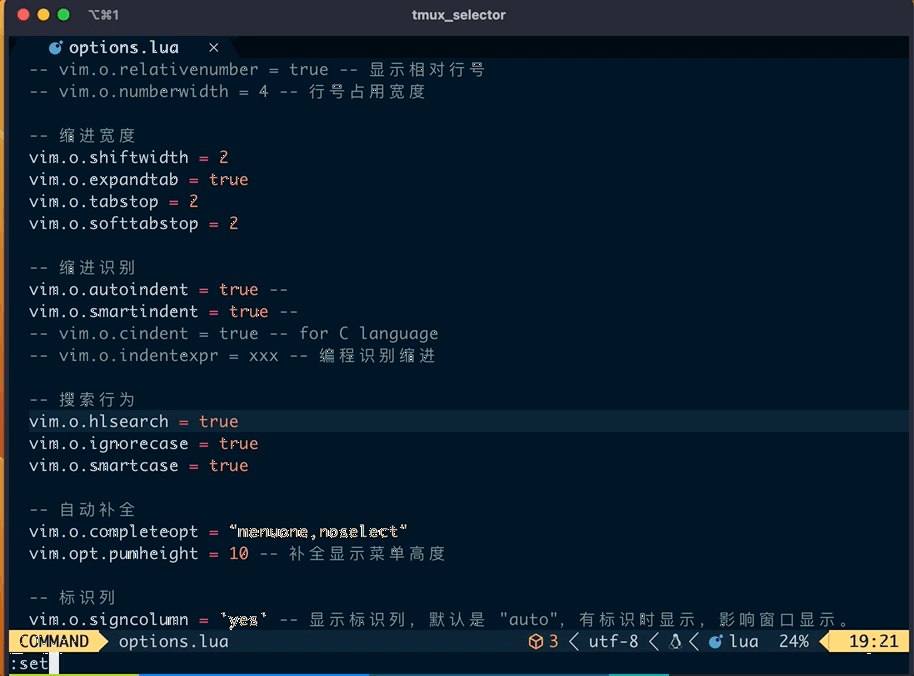 ⌥⌘1 tmux_selector
options.lua ×
-- vim.o.relativenumber = true -- 显示相对行号
-- vim.o.numberwidth = 4 -- 行号占用宽度
-- 缩进宽度
vim.o.shiftwidth = 2
vim.o.expandtab = true
vim.o.tabstop = 2
vim.o.softtabstop = 2
-- 缩进识别
vim.o.autoindent = true --
vim.o.smartindent = true --
-- vim.o.cindent = true -- for C language
-- vim.o.indentexpr = xxx -- 编程识别缩进
-- 搜索行为
vim.o.hlsearch = true
vim.o.ignorecase = true
vim.o.smartcase = true
-- 自动补全
vim.o.completeopt = "menuone,noselect"
vim.opt.pumheight = 10 -- 补全显示菜单高度
-- 标识列
vim.o.signcolumn = 'yes' -- 显示标识列, 默认是 "auto", 有标识时显示, 影响窗口显示。
COMMAND options.lua 3 utf-8 lua 24% 19:21
:set